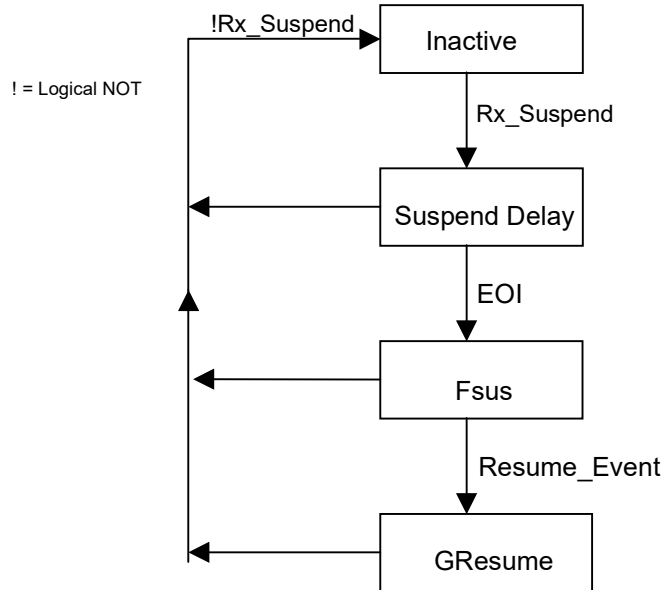 !Rx_Suspend
Inactive
! = Logical NOT
Rx_Suspend
Suspend Delay
EOI
Fsus
Resume_Event
GResume